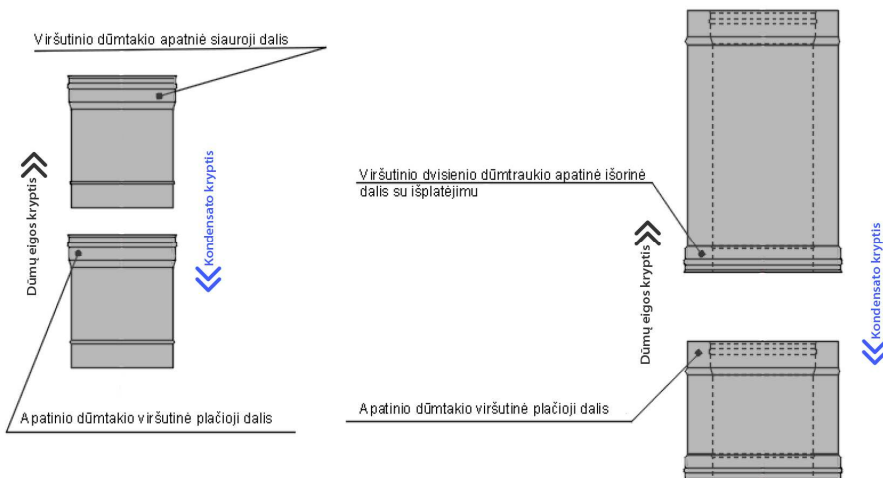 Viršutinio dūmtakio apatnié siauroji dalis
Dūmų eigos kryptis
Kondensato kryptis
Apatinio dūmtakio viršutinė plačioji dalis
Viršutinio dvisienio dūmtraukio apatinė išorinė
dalis su išplatėjimu
Dūmų eigos kryptis
Kondensato kryptis
Apatinio dūmtakio viršutinė plačioji dalis